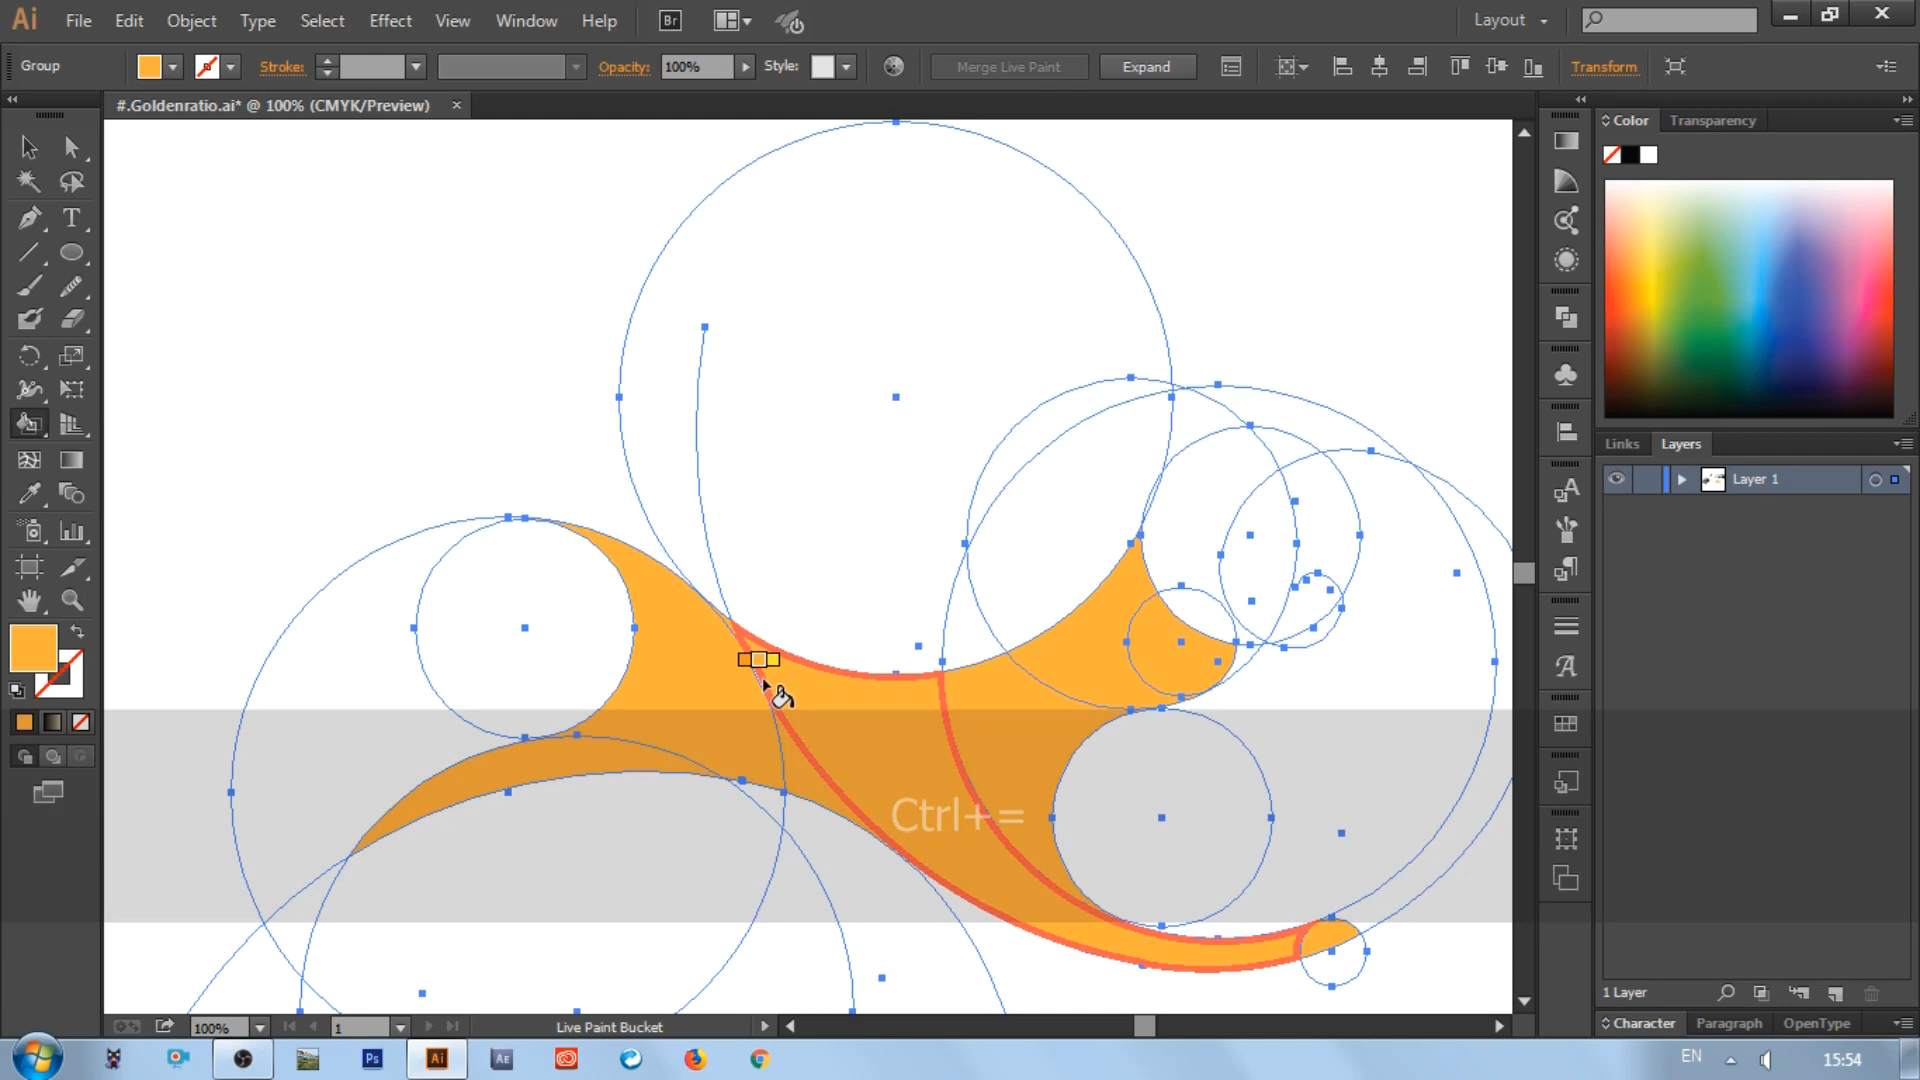 Ai File Edit Object Type Select Effect View Window Help Br Layout
Group Stroke: Opacity: 100% Style: Merge Live Paint Expand Transform
#.Goldenratio.ai* @ 100% (CMYK/Preview)
Color Transparency
Links Layers
Layer 1
Ctrl+=
1 Layer
100% 1 Live Paint Bucket
Character Paragraph OpenType
Ps Ai AE EN 15:54